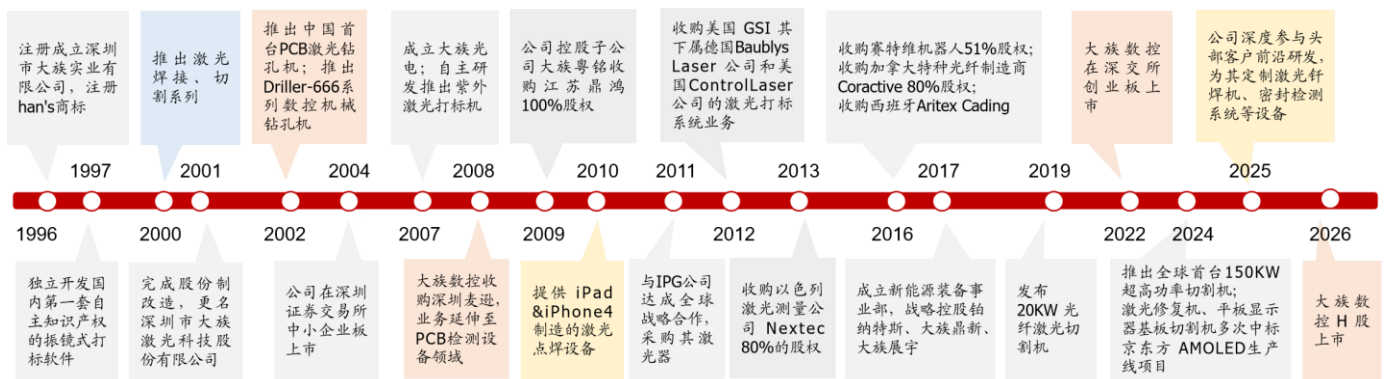 注册成立深圳
市大族实业有
限公司，注册
han's商标
推出激光
焊接、切
割系列
推出中国首
台PCB激光钻
孔机；推出
Driller-666系
列数控机械
钻孔机
成立大族光
电；自主研
发推出紫外
激光打标机
公司控股子公
司大族粤铭收
购江苏鼎鸿
100%股权
收购美国 GSI 其
下属德国Baublys
Laser 公司和美
国ControlLaser
公司的激光打标
系统业务
收购赛特维机器人51%股权；
收购加拿大特种光纤制造商
Coractive 80%股权；
收购西班牙Aritex Cading
大族数控
在深交所
创业板上
市
公司深度参与头
部客户前沿研发，
为其定制激光钎
焊机、密封检测
系统等设备
1997
2001
2004
2008
2010
2011
2013
2017
2019
2025
1996
2000
2002
2007
2009
2012
2016
2022
2024
2026
独立开发国
内第一套自
主知识产权
的振镜式打
标软件
完成股份制
改造，更名
深圳市大族
激光科技股
份有限公司
公司在深圳
证券交易所
中小企业板
上市
大族数控收
购深圳麦逊，
业务延伸至
PCB检测设
备领域
提供 iPad
&iPhone4
制造的激光
点焊设备
与IPG公司
达成全球
战略合作，
采购其激
光器
收购以色列
激光测量公
司 Nextec
80%的股权
成立新能源装备事
业部，战略控股铂
纳特斯、大族鼎新、
大族展宇
发布
20KW 光
纤激光切
割机
推出全球首台150KW
超高功率切割机；
激光修复机、平板显示
器基板切割机多次中标
京东方 AMOLED生产
线项目
大族数
控 H 股
上市